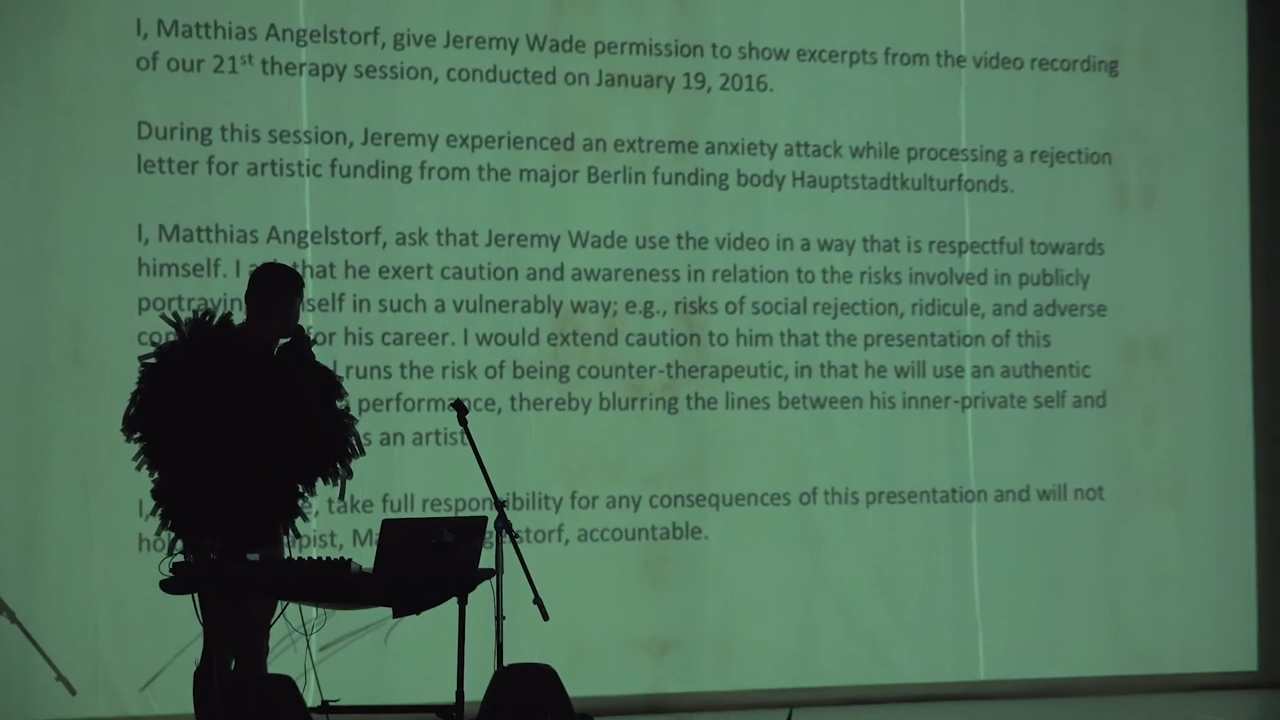 I, Matthias Angelstorf, give Jeremy Wade permission to show excerpts from the video recording
of our 21st therapy session, conducted on January 19, 2016.
During this session, Jeremy experienced an extreme anxiety attack while processing a rejection
letter for artistic funding from the major Berlin funding body Hauptstadtkulturfonds.
I, Matthias Angelstorf, ask that Jeremy Wade use the video in a way that is respectful towards
himself. I that he exert caution and awareness in relation to the risks involved in publicly
self in such a vulnerably way; e.g., risks of social rejection, ridicule, and adverse
for his career. I would extend caution to him that the presentation of this
runs the risk of being counter-therapeutic, in that he will use an authentic
performance, thereby blurring the lines between his inner-private self and
as an artist
I, take full responsibility for any consequences of this presentation and will not
accountable.